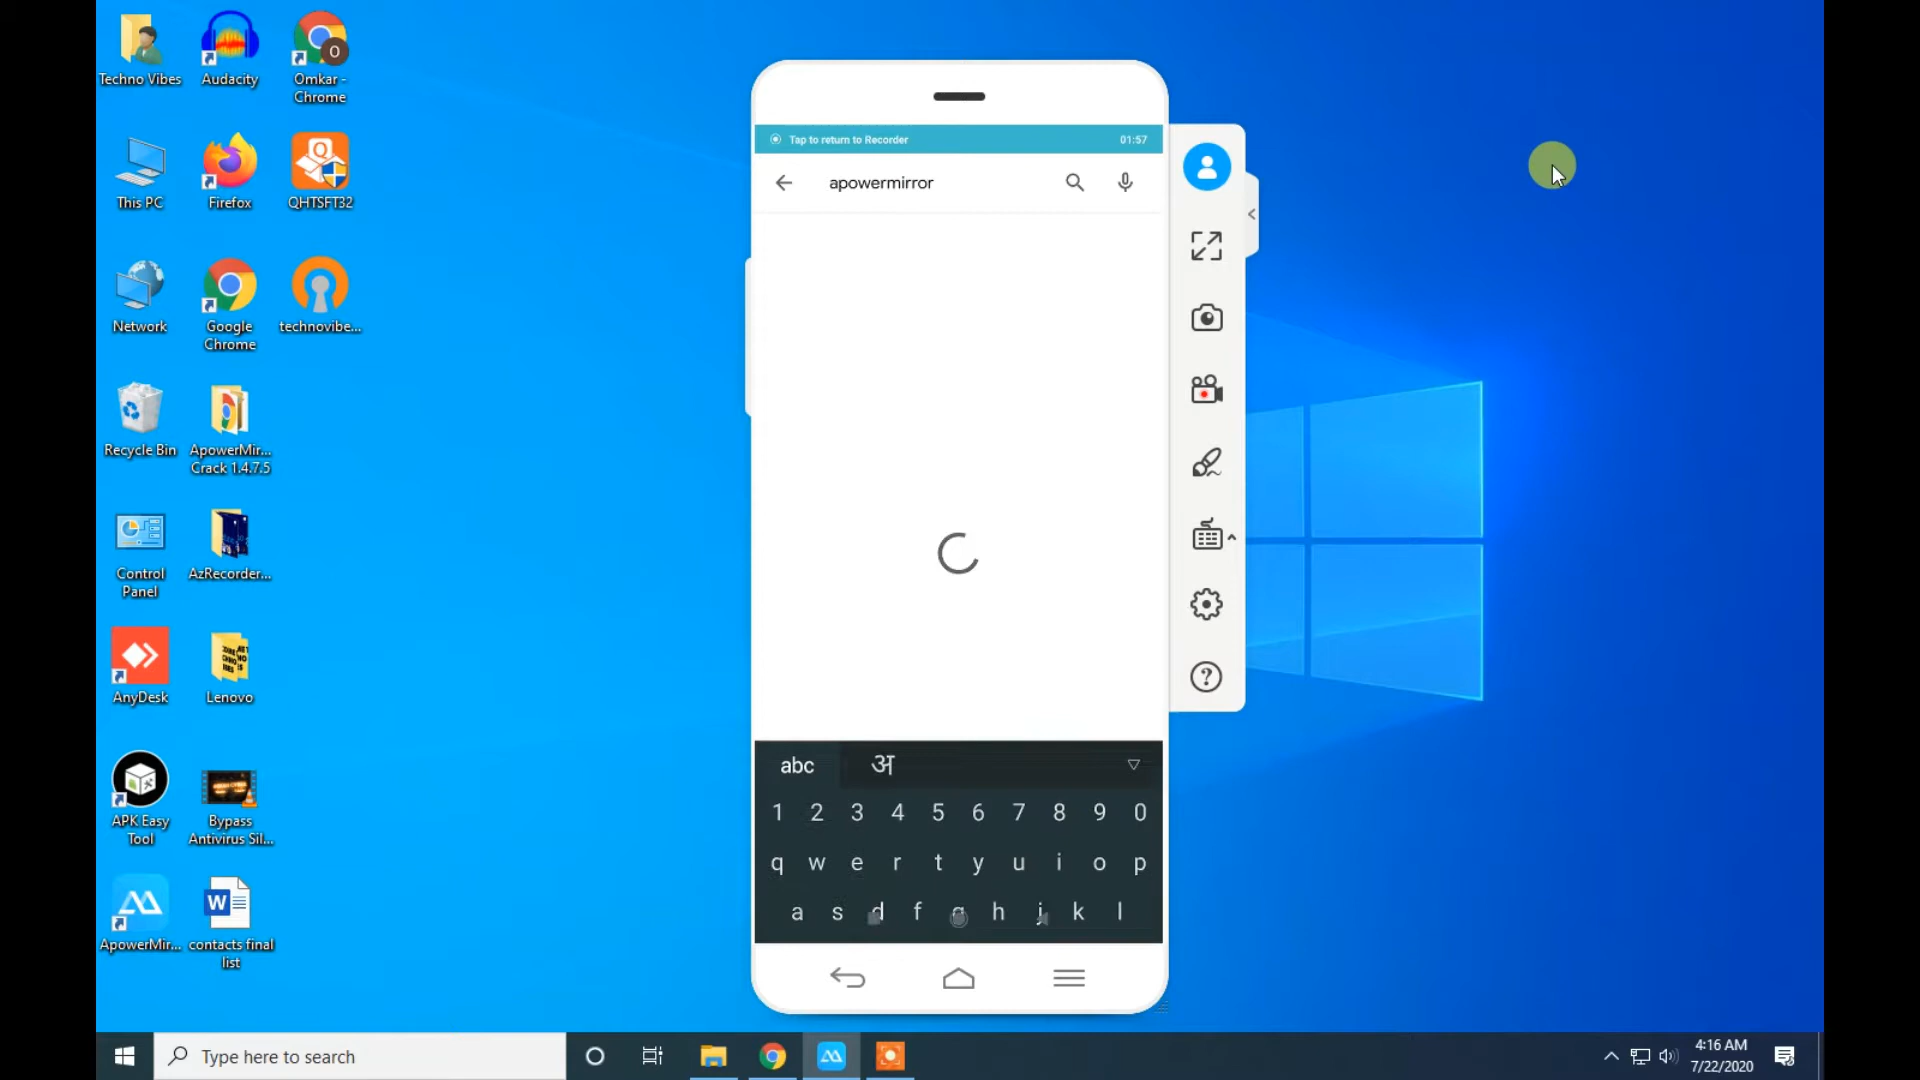 Techno Vibes
Audacity
Omkar -
Chrome
This PC
Firefox
QHTSFT32
Network
Google
Chrome
technovibe...
Recycle Bin
ApowerMir...
Crack 1.4.7.5
Control
Panel
AzRecorder...
AnyDesk
Lenovo
APK Easy
Tool
Bypass
Antivirus Sil...
ApowerMir...
contacts final
list
Tap to return to Recorder 01:57
apowermirror
abc अ
1 2 3 4 5 6 7 8 9 0
q w e r t y u i o p
a s d f g h j k l
Type here to search
4:16 AM
7/22/2020